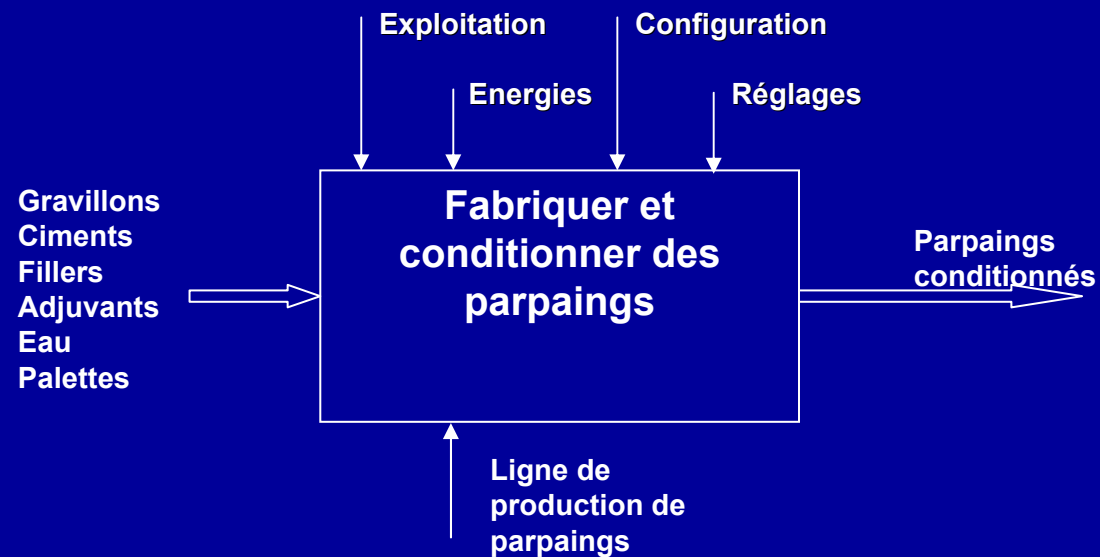 Exploitation
Configuration
Energies
Réglages
Gravillons
Ciments
Fillers
Adjuvants
Eau
Palettes
Fabriquer et
conditionner des
parpaings
Parpaings
conditionnés
Ligne de
production de
parpaings